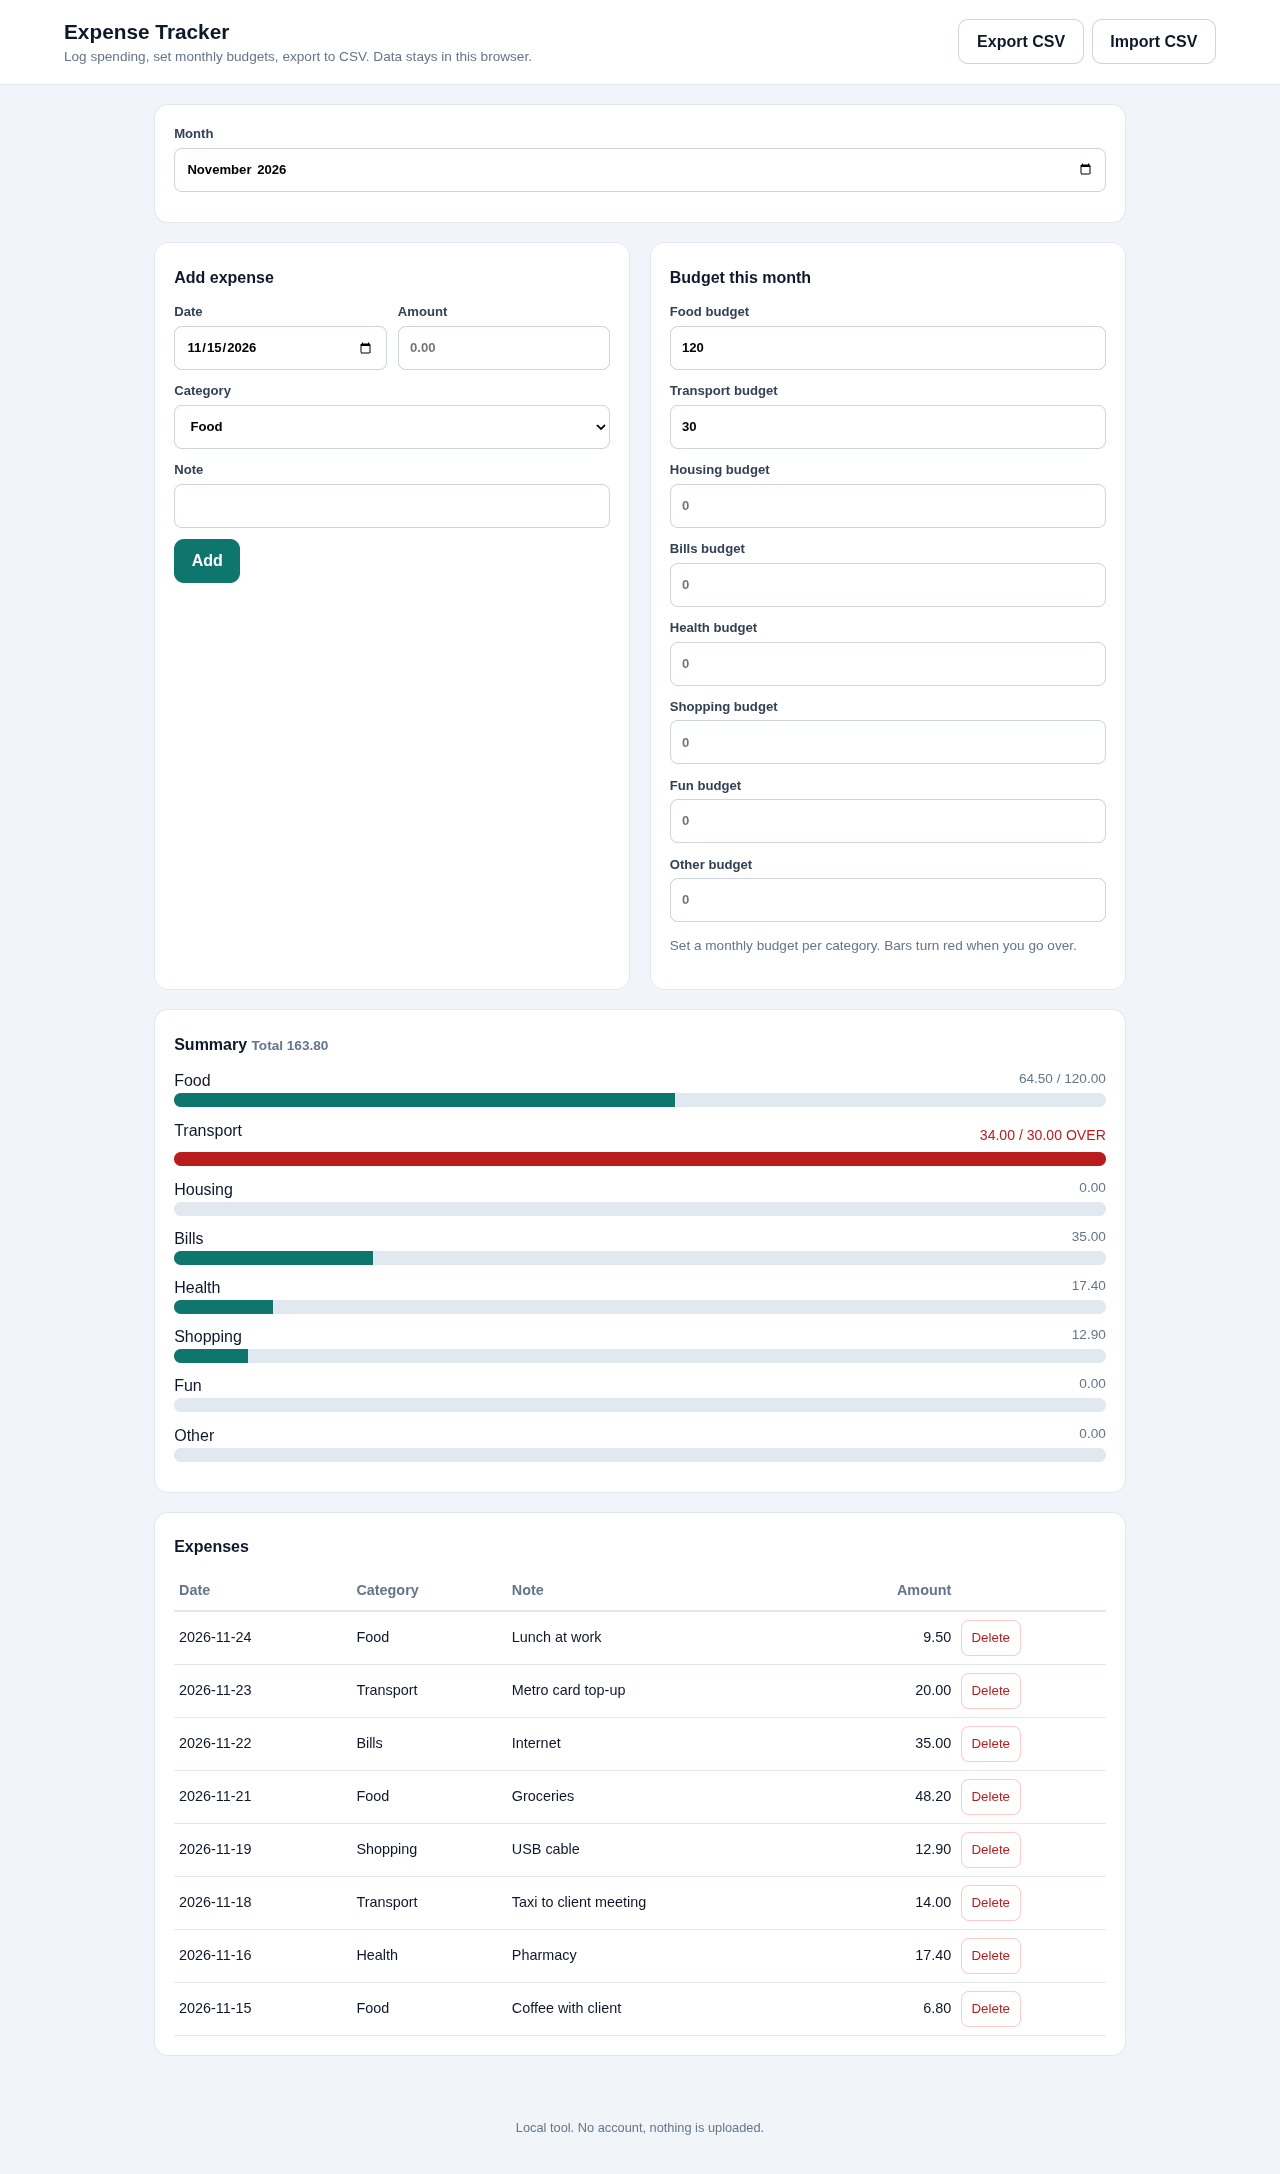 Expense Tracker
Log spending, set monthly budgets, export to CSV. Data stays in this browser.
Export CSV
Import CSV
Month
November 2026
Add expense
Date
Amount
11/15/2026
0.00
Category
Food
Note
Add
Budget this month
Food budget
120
Transport budget
30
Housing budget
0
Bills budget
0
Health budget
0
Shopping budget
0
Fun budget
0
Other budget
0
Set a monthly budget per category. Bars turn red when you go over.
Summary Total 163.80
Food 64.50 / 120.00
Transport 34.00 / 30.00 OVER
Housing 0.00
Bills 35.00
Health 17.40
Shopping 12.90
Fun 0.00
Other 0.00
Expenses
Date Category Note Amount
2026-11-24 Food Lunch at work 9.50 Delete
2026-11-23 Transport Metro card top-up 20.00 Delete
2026-11-22 Bills Internet 35.00 Delete
2026-11-21 Food Groceries 48.20 Delete
2026-11-19 Shopping USB cable 12.90 Delete
2026-11-18 Transport Taxi to client meeting 14.00 Delete
2026-11-16 Health Pharmacy 17.40 Delete
2026-11-15 Food Coffee with client 6.80 Delete
Local tool. No account, nothing is uploaded.